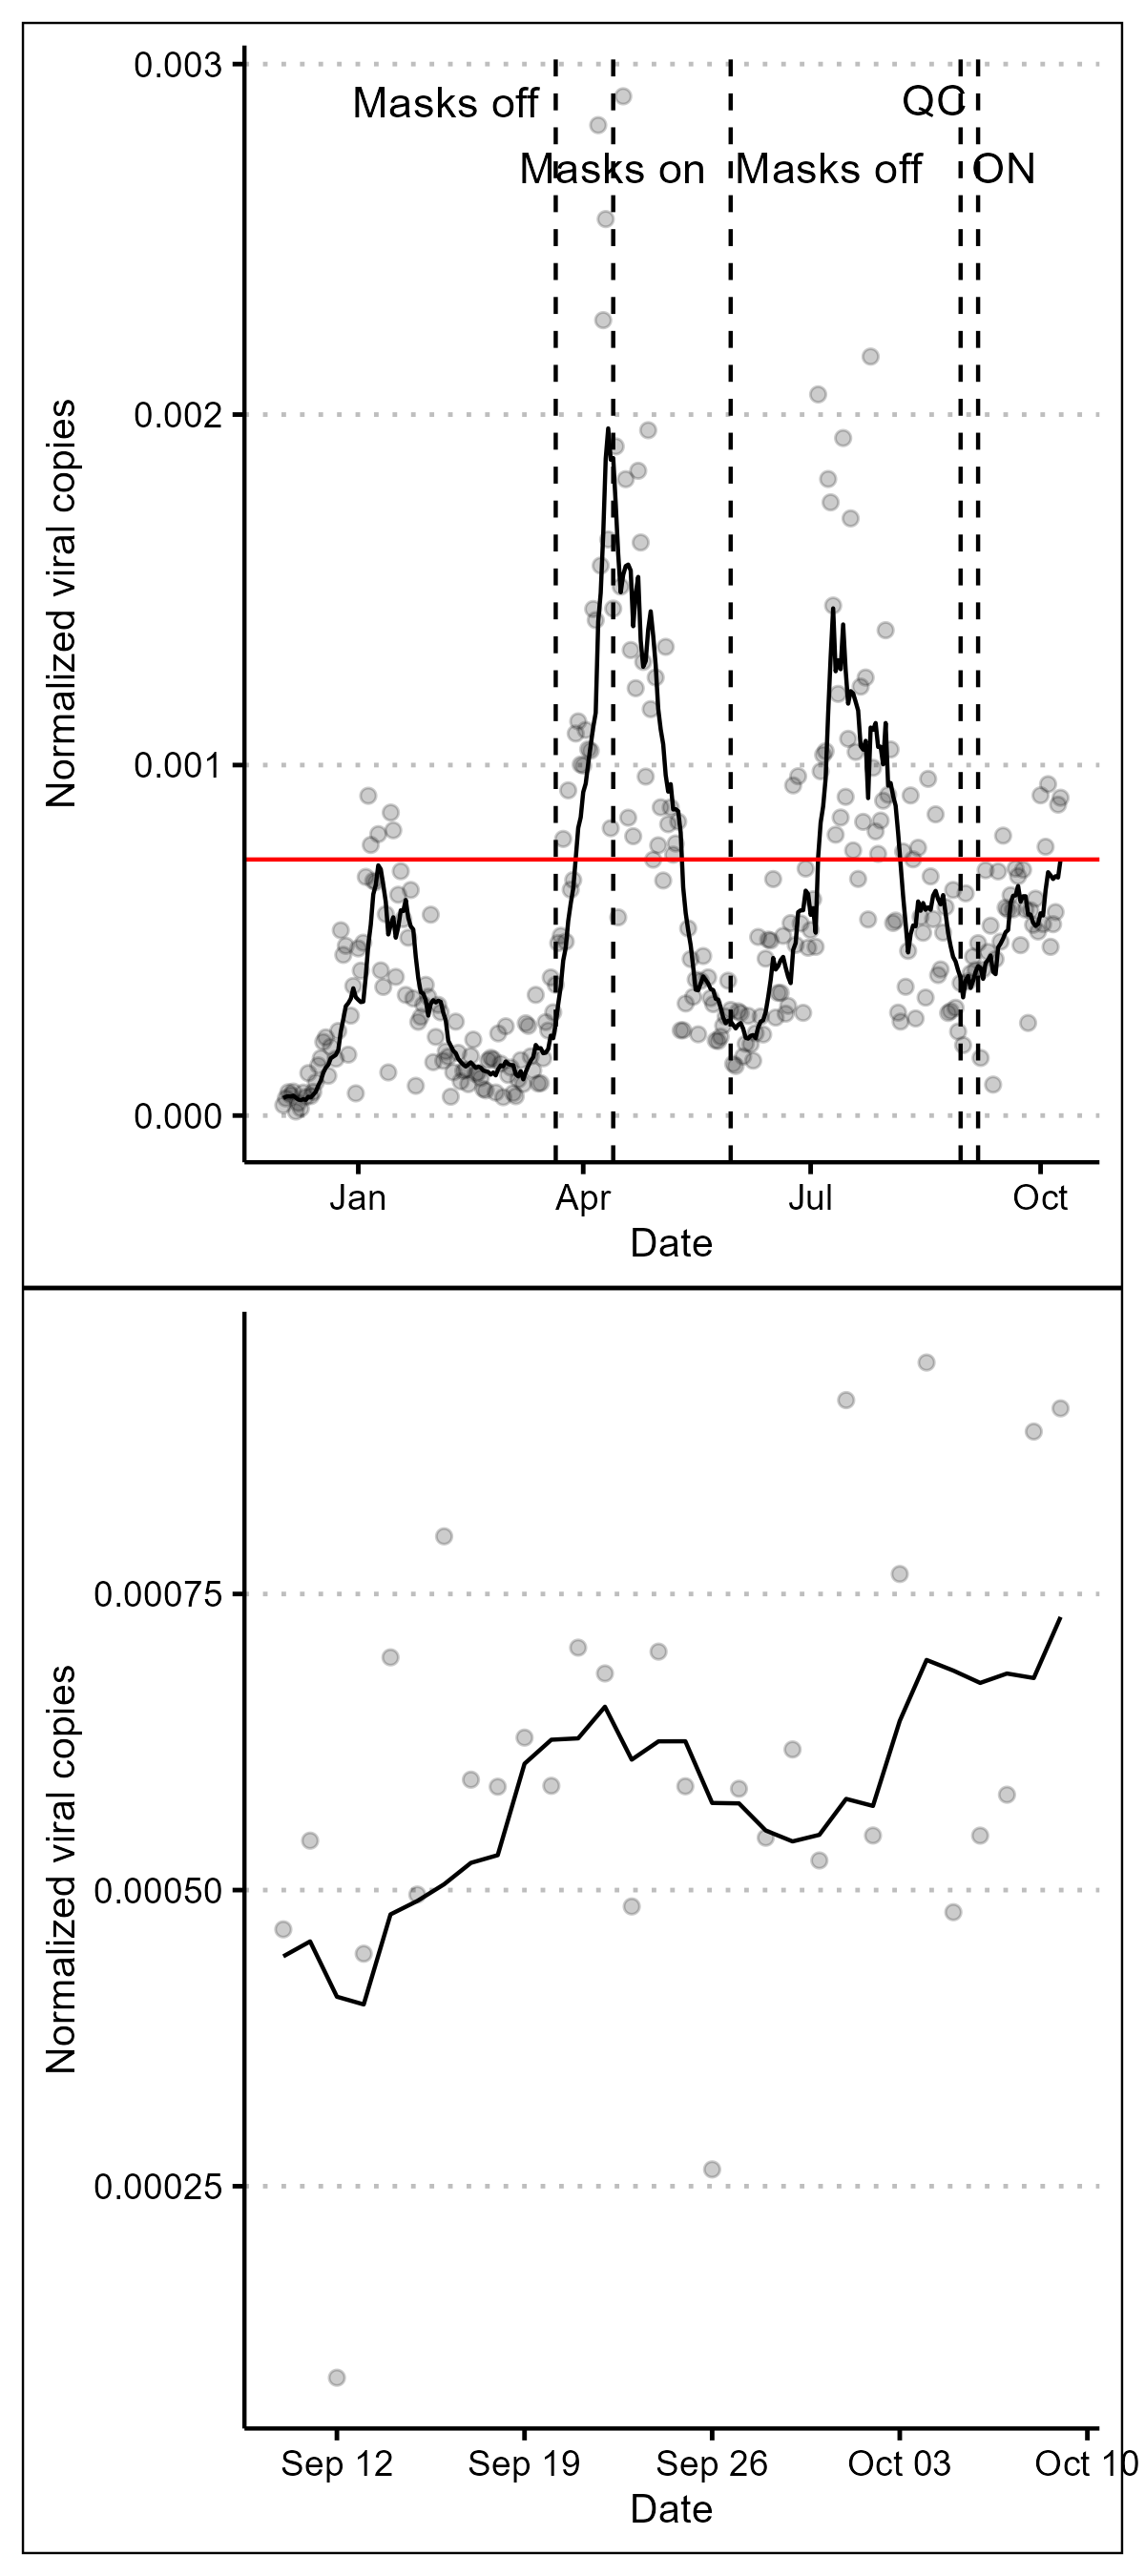 0.003
Masks off
QC
Masks on
Masks off
ON
0.002
0.001
0.000
Normalized viral copies
Jan
Apr
Jul
Oct
Date
0.00075
0.00050
0.00025
Normalized viral copies
Sep 12
Sep 19
Sep 26
Oct 03
Oct 10
Date